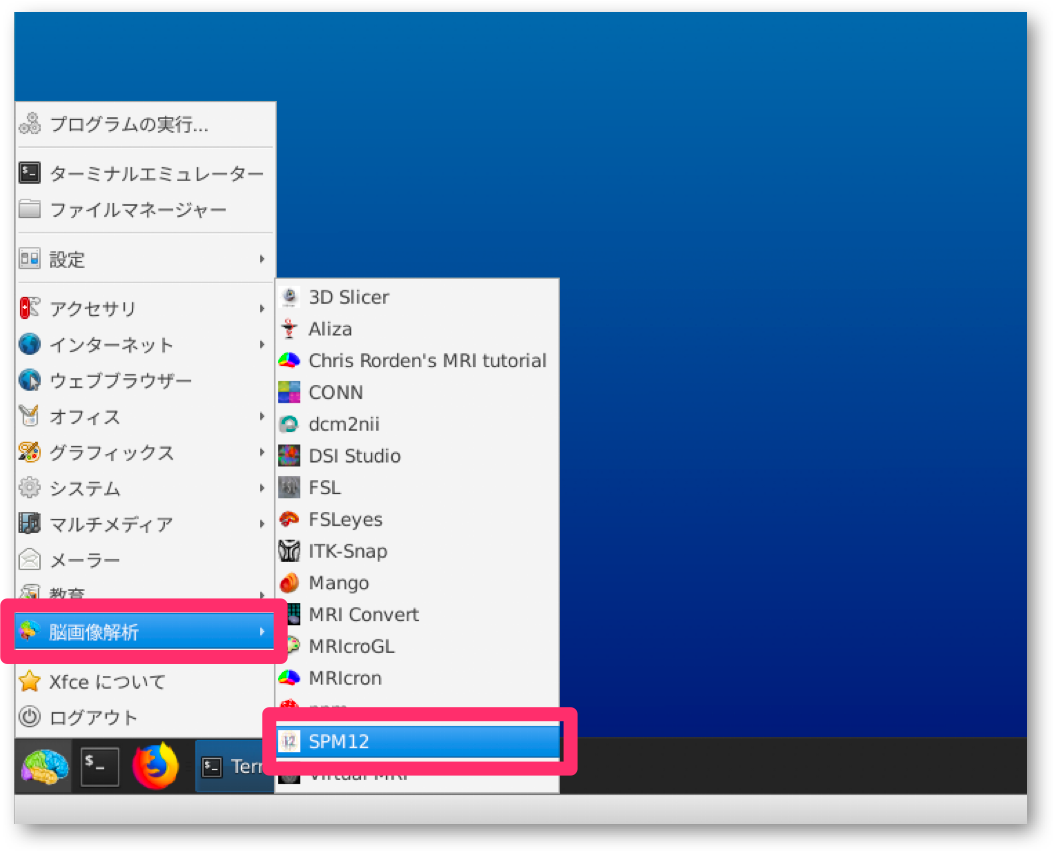 プログラムの実行...
ターミナルエミュレーター
ファイルマネージャー
設定
アクセサリ
インターネット
ウェブブラウザー
オフィス
グラフィックス
システム
マルチメディア
メーラー
教育
脳画像解析
Xfce について
ログアウト
3D Slicer
Aliza
Chris Rorden's MRI tutorial
CONN
dcm2nii
DSI Studio
FSL
FSLeyes
ITK-Snap
Mango
MRI Convert
MRIcroGL
MRIcron
npm
SPM12
Virtual MRI
$_
$_ Tern